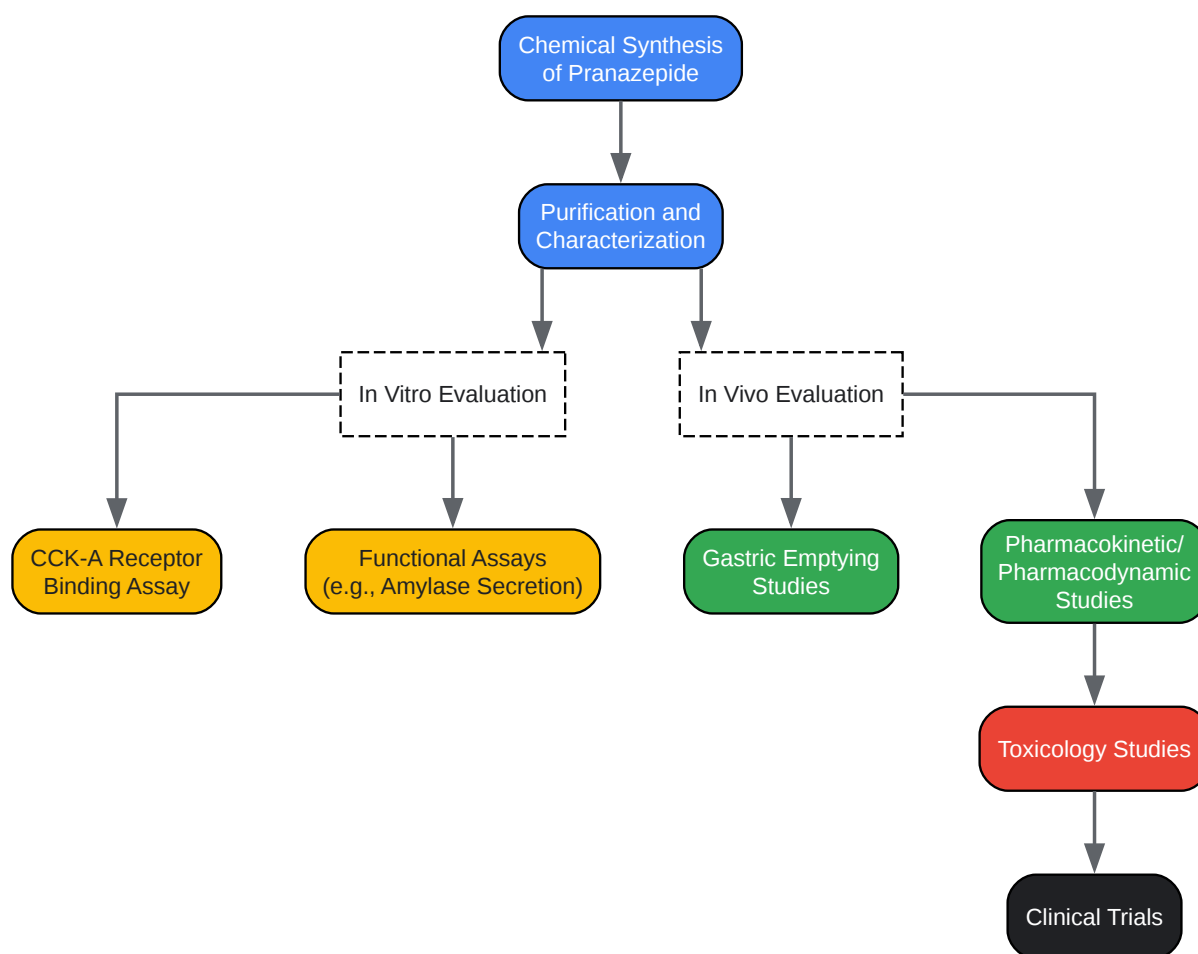 Chemical Synthesis
of Pranazepide
Purification and
Characterization
In Vitro Evaluation
In Vivo Evaluation
CCK-A Receptor
Binding Assay
Functional Assays
(e.g., Amylase Secretion)
Gastric Emptying
Studies
Pharmacokinetic/
Pharmacodynamic
Studies
Toxicology Studies
Clinical Trials